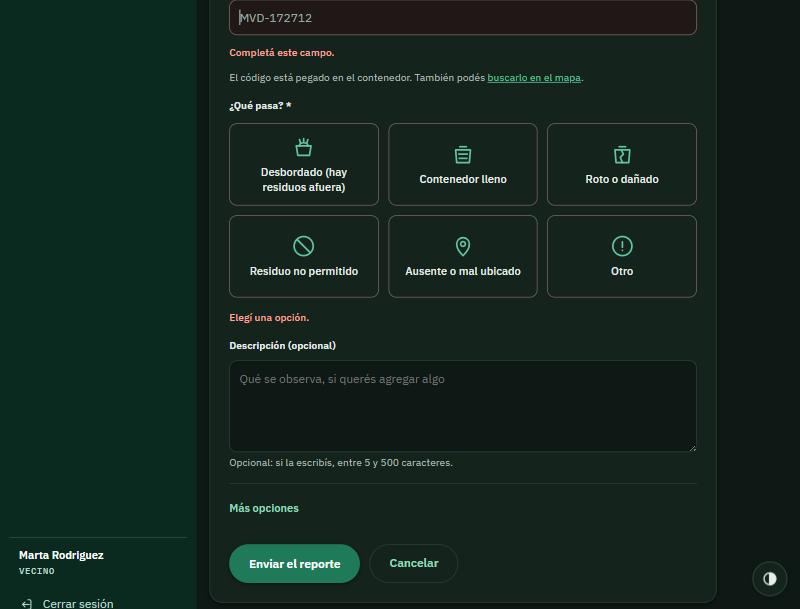 MVD-172712
Completá este campo.
El código está pegado en el contenedor. También podés buscarlo en el mapa.
¿Qué pasa? *
Desbordado (hay
residuos afuera)
Contenedor lleno
Roto o dañado
Residuo no permitido
Ausente o mal ubicado
Otro
Elegí una opción.
Descripción (opcional)
Qué se observa, si querés agregar algo
Opcional: si la escribís, entre 5 y 500 caracteres.
Más opciones
Enviar el reporte
Cancelar
Marta Rodriguez
VECINO
Cerrar sesión